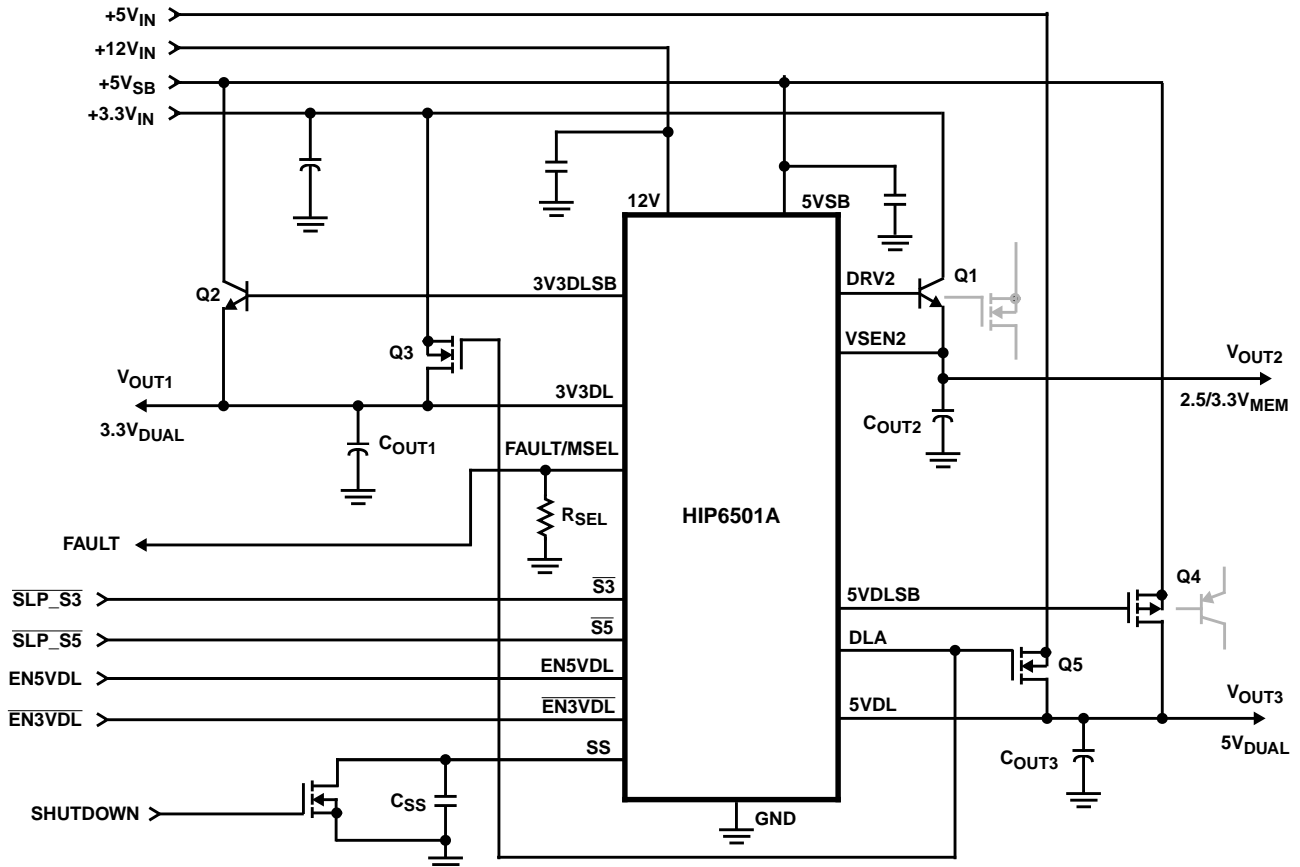 +5VIN
+12VIN
+5VSB
+3.3VIN
12V
5VSB
Q2
3V3DLSB
DRV2
Q1
VSEN2
Q3
VOUT1
3.3VDUAL
3V3DL
COUT1
VOUT2
2.5/3.3VMEM
COUT2
FAULT/MSEL
RSEL
HIP6501A
FAULT
SLP_S3
S3
SLP_S5
S5
EN5VDL
EN5VDL
EN3VDL
EN3VDL
5VDLSB
Q4
DLA
Q5
5VDL
VOUT3
5VDUAL
COUT3
SS
CSS
SHUTDOWN
GND